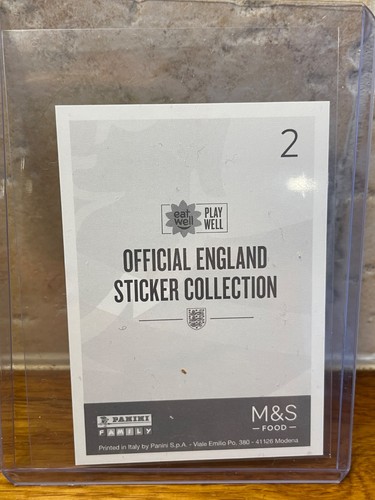 2
eat well PLAY WELL
OFFICIAL ENGLAND
STICKER COLLECTION
PANINI
FAMILY
M&S
FOOD
Printed in Italy by Panini S.p.A. - Viale Emilio Po, 380 - 41126 Modena